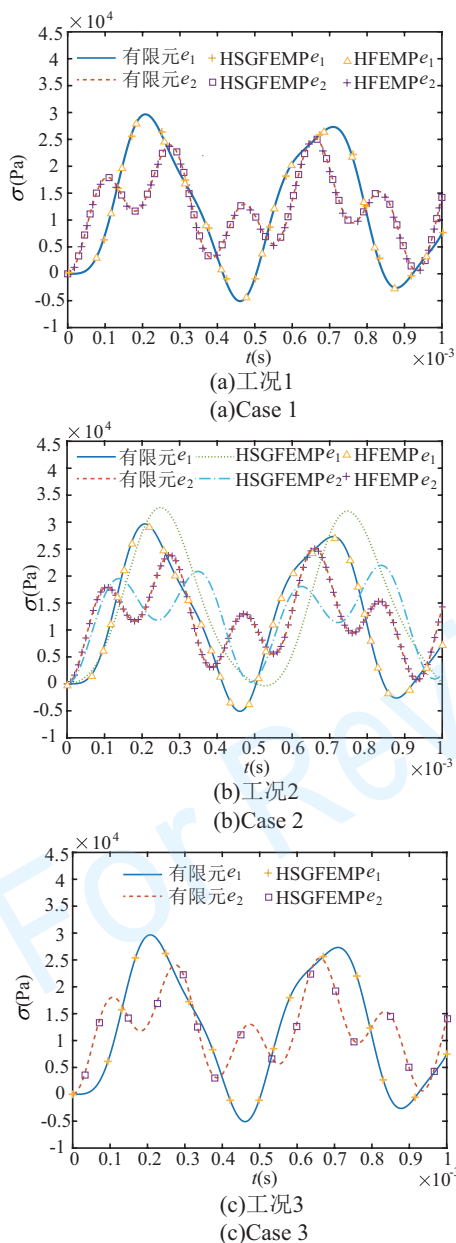 ×10⁴
4.5
4
3.5
3
2.5
2
1.5
1
0.5
0
-0.5
-1
σ(Pa)
有限元e₁ HSGFEMPe₁ HFEMPe₁
有限元e₂ HSGFEMPe₂ HFEMPe₂
0 0.1 0.2 0.3 0.4 0.5 0.6 0.7 0.8 0.9 1
t(s) ×10⁻³
(a)工况1
(a)Case 1
×10⁴
4.5
4
3.5
3
2.5
2
1.5
1
0.5
0
-0.5
-1
σ(Pa)
有限元e₁ HSGFEMPe₁ HFEMPe₁
有限元e₂ HSGFEMPe₂ HFEMPe₂
0 0.1 0.2 0.3 0.4 0.5 0.6 0.7 0.8 0.9 1
t(s) ×10⁻³
(b)工况2
(b)Case 2
For Rev
×10⁴
4.5
4
3.5
3
2.5
2
1.5
1
0.5
0
-0.5
-1
σ(Pa)
有限元e₁ HSGFEMPe₁
有限元e₂ HSGFEMPe₂
0 0.1 0.2 0.3 0.4 0.5 0.6 0.7 0.8 0.9 1
t(s) ×10⁻³
(c)工况3
(c)Case 3